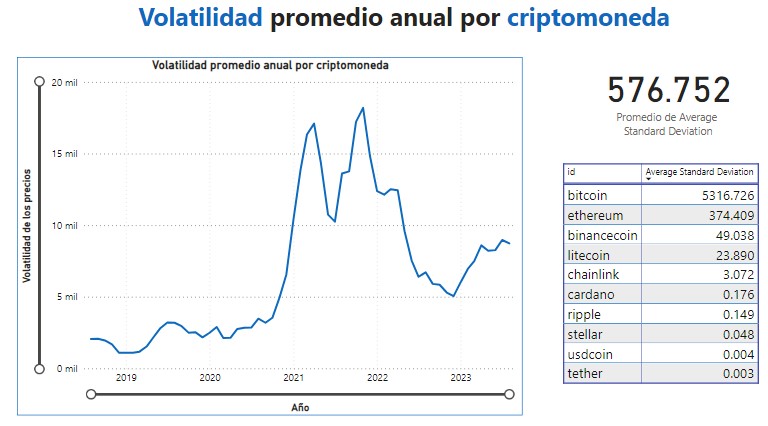 Volatilidad promedio anual por criptomoneda
Volatilidad promedio anual por criptomoneda
Volatilidad de los precios
20 mil
15 mil
10 mil
5 mil
0 mil
2019 2020 2021 2022 2023
Año
576.752
Promedio de Average
Standard Deviation
id Average Standard Deviation
bitcoin 5316.726
ethereum 374.409
binancecoin 49.038
litecoin 23.890
chainlink 3.072
cardano 0.176
ripple 0.149
stellar 0.048
usdcoin 0.004
tether 0.003